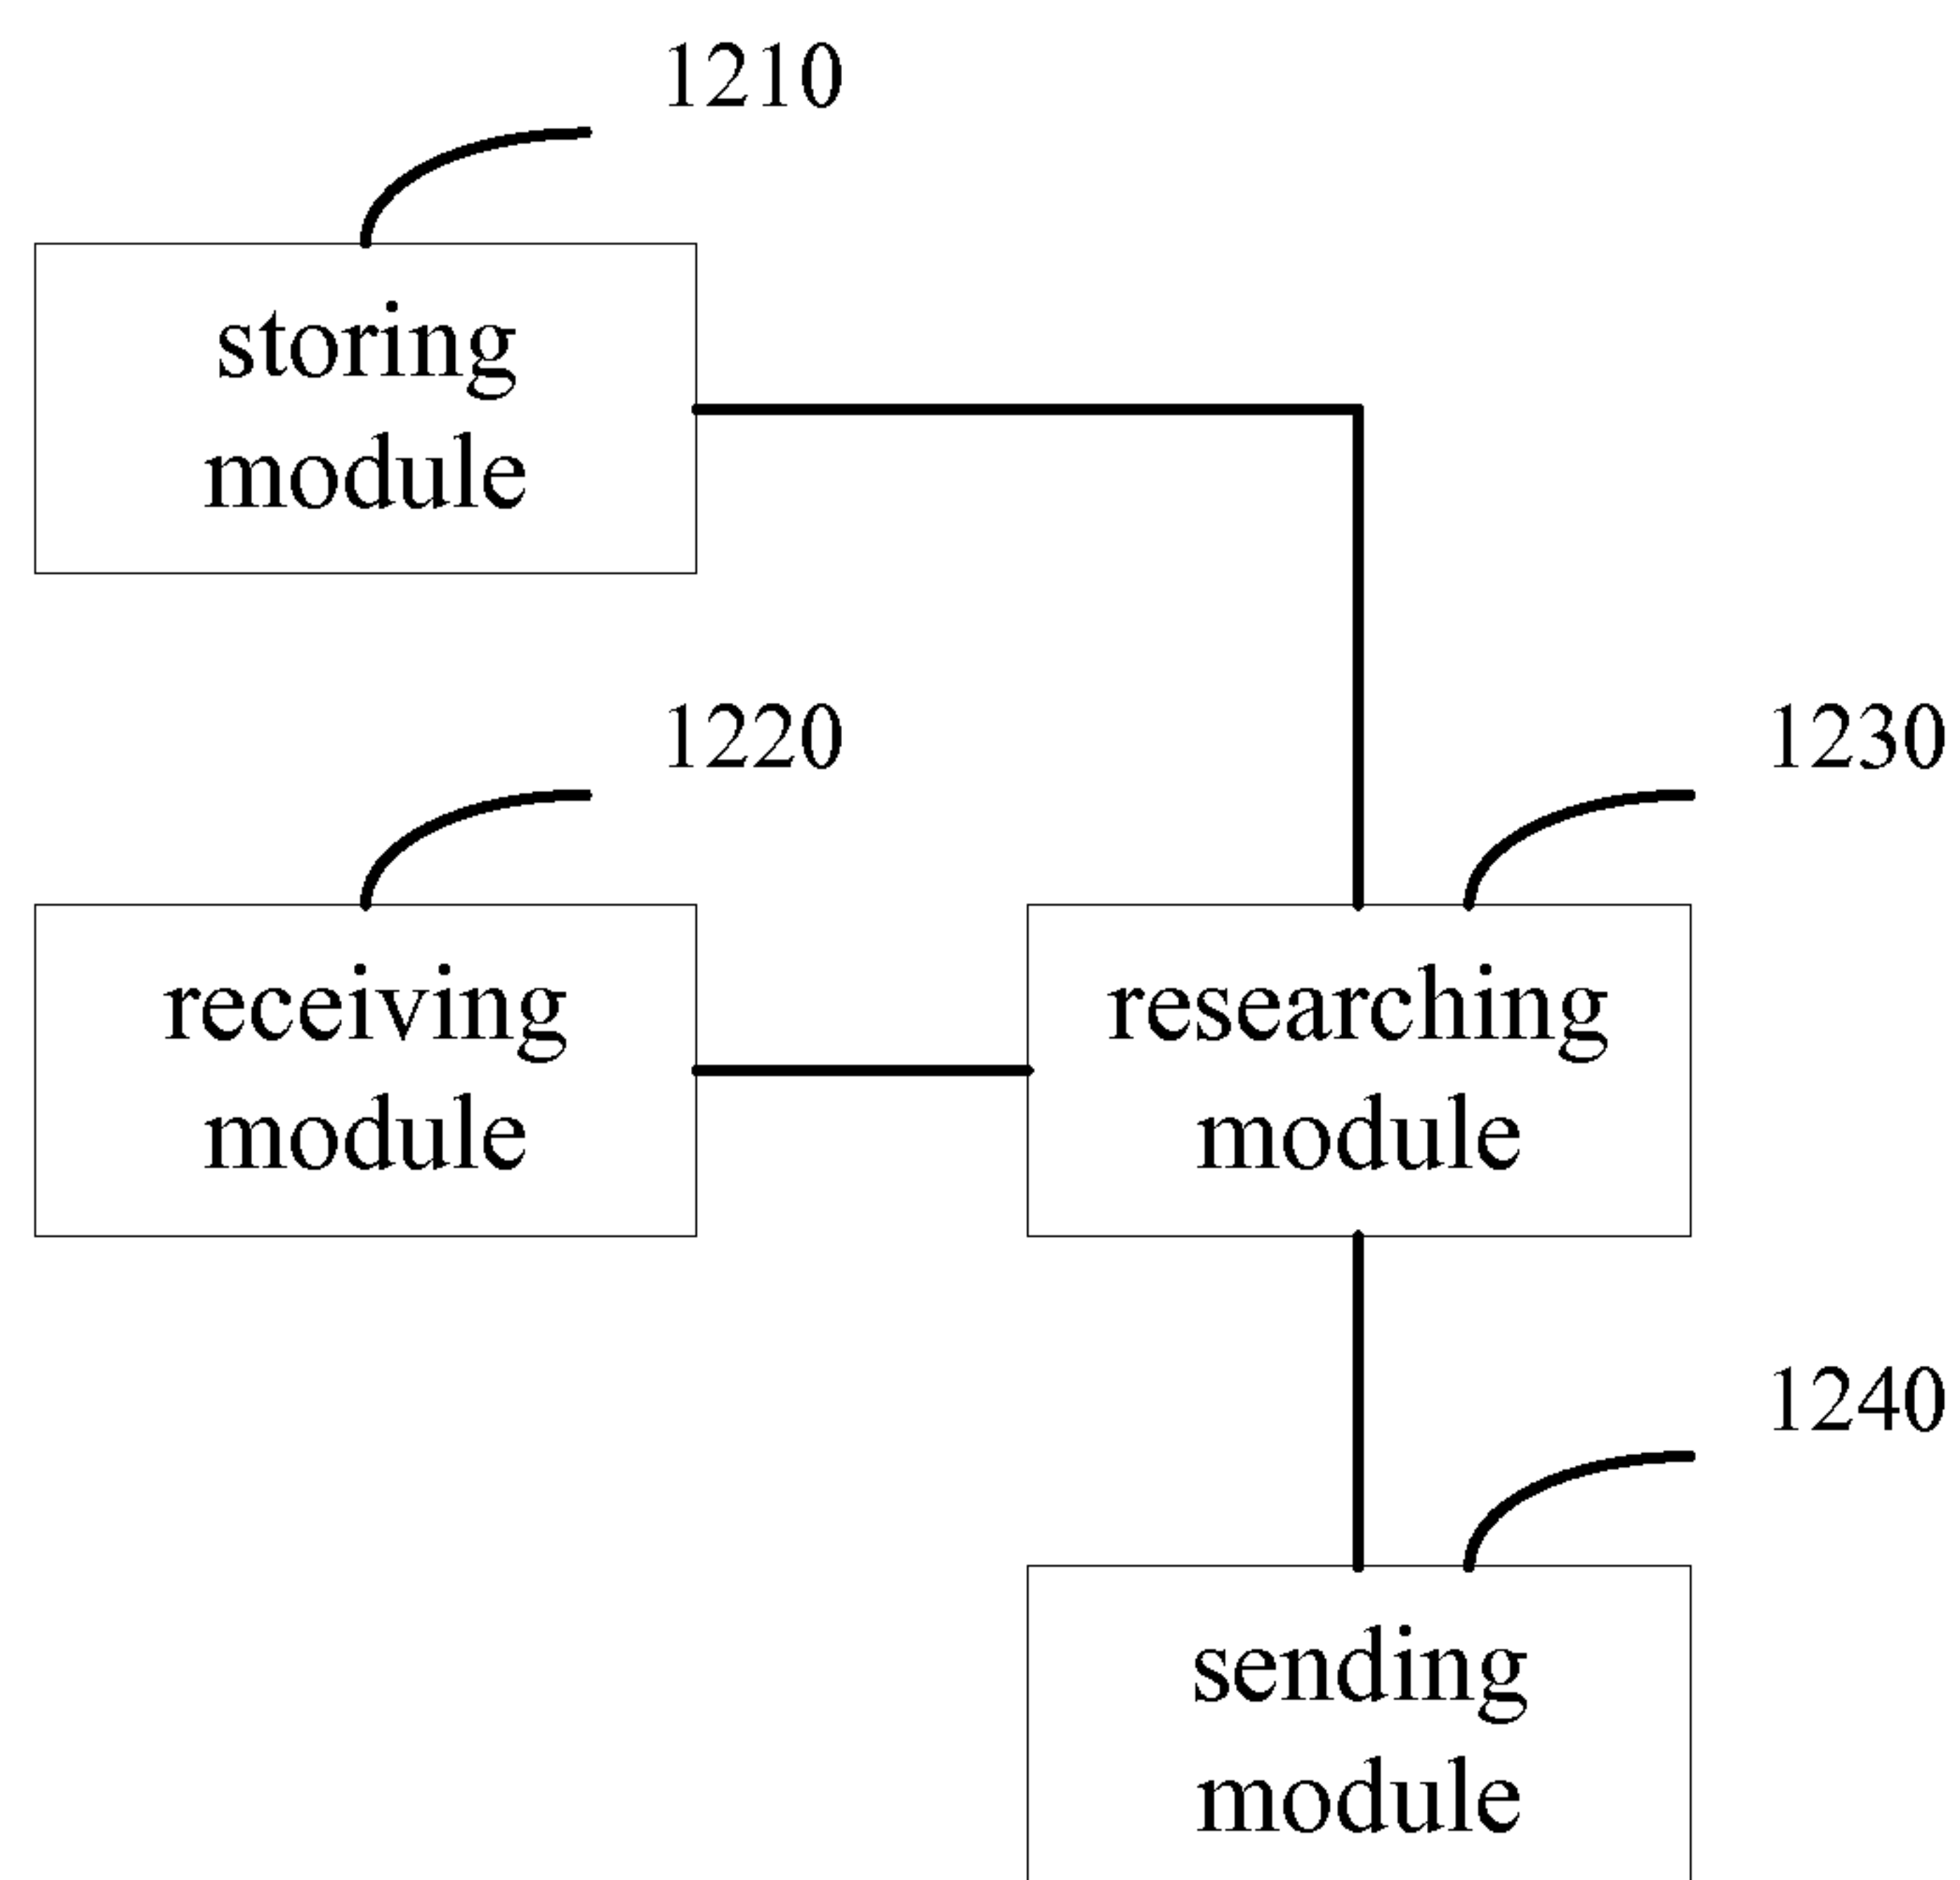 1210
storing
module
1220
1230
receiving
module
researching
module
1240
sending
module